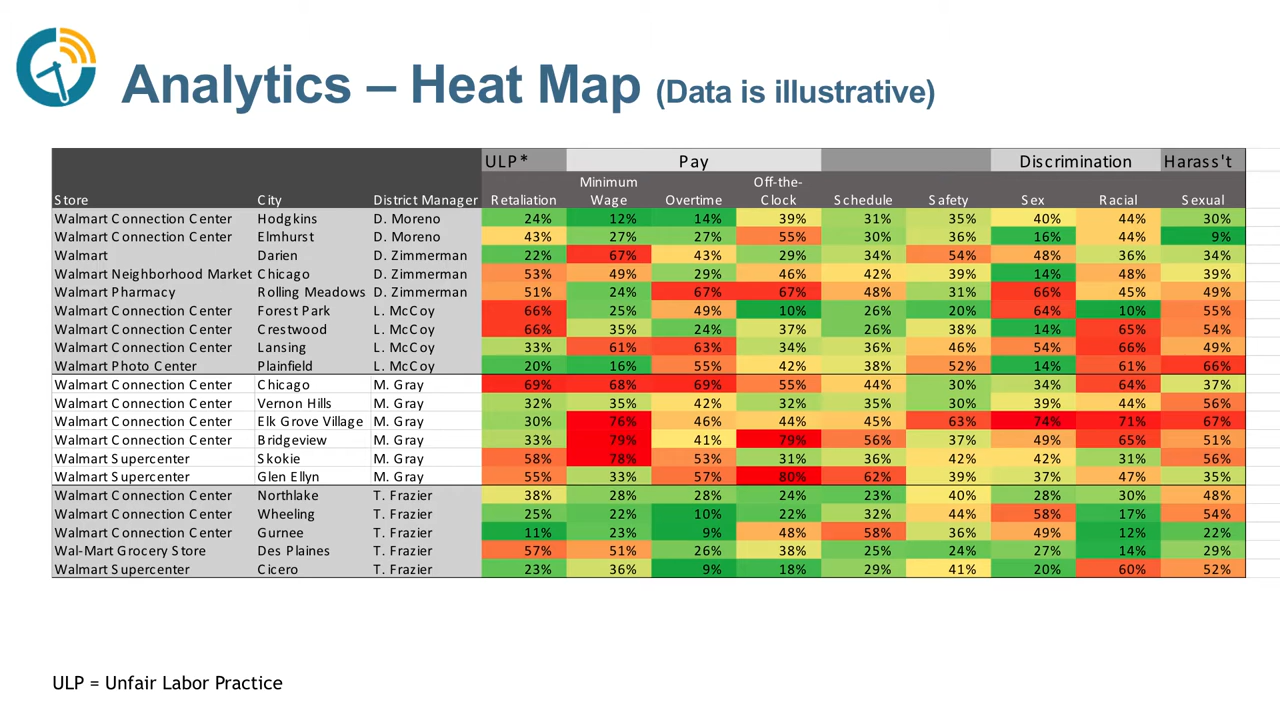 Analytics – Heat Map (Data is illustrative)
ULP* Pay Discrimination Harass't
Store City District Manager Retaliation Minimum Wage Overtime Off-the-Clock Schedule Safety Sex Racial Sexual
Walmart Connection Center Hodgkins D. Moreno 24% 12% 14% 39% 31% 35% 40% 44% 30%
Walmart Connection Center Elmhurst D. Moreno 43% 27% 27% 55% 30% 36% 16% 44% 9%
Walmart Darien D. Zimmerman 22% 67% 43% 29% 34% 54% 48% 36% 34%
Walmart Neighborhood Market Chicago D. Zimmerman 53% 49% 29% 46% 42% 39% 14% 48% 39%
Walmart Pharmacy Rolling Meadows D. Zimmerman 51% 24% 67% 67% 48% 31% 66% 45% 49%
Walmart Connection Center Forest Park L. McCoy 66% 25% 49% 10% 26% 20% 64% 10% 55%
Walmart Connection Center Crestwood L. McCoy 66% 35% 24% 37% 26% 38% 14% 65% 54%
Walmart Connection Center Lansing L. McCoy 33% 61% 63% 34% 36% 46% 54% 66% 49%
Walmart Photo Center Plainfield L. McCoy 20% 16% 55% 42% 38% 52% 14% 61% 66%
Walmart Connection Center Chicago M. Gray 69% 68% 69% 55% 44% 30% 34% 64% 37%
Walmart Connection Center Vernon Hills M. Gray 32% 35% 42% 32% 35% 30% 39% 44% 56%
Walmart Connection Center Elk Grove Village M. Gray 30% 76% 46% 44% 45% 63% 74% 71% 67%
Walmart Connection Center Bridgeview M. Gray 33% 79% 41% 79% 56% 37% 49% 65% 51%
Walmart Supercenter Skokie M. Gray 58% 78% 53% 31% 36% 42% 42% 31% 56%
Walmart Supercenter Glen Ellyn M. Gray 55% 33% 57% 80% 62% 39% 37% 47% 35%
Walmart Connection Center Northlake T. Frazier 38% 28% 28% 24% 23% 40% 28% 30% 48%
Walmart Connection Center Wheeling T. Frazier 25% 22% 10% 22% 32% 44% 58% 17% 54%
Walmart Connection Center Gurnee T. Frazier 11% 23% 9% 48% 58% 36% 49% 12% 22%
Wal-Mart Grocery Store Des Plaines T. Frazier 57% 51% 26% 38% 25% 24% 27% 14% 29%
Walmart Supercenter Cicero T. Frazier 23% 36% 9% 18% 29% 41% 20% 60% 52%
ULP = Unfair Labor Practice